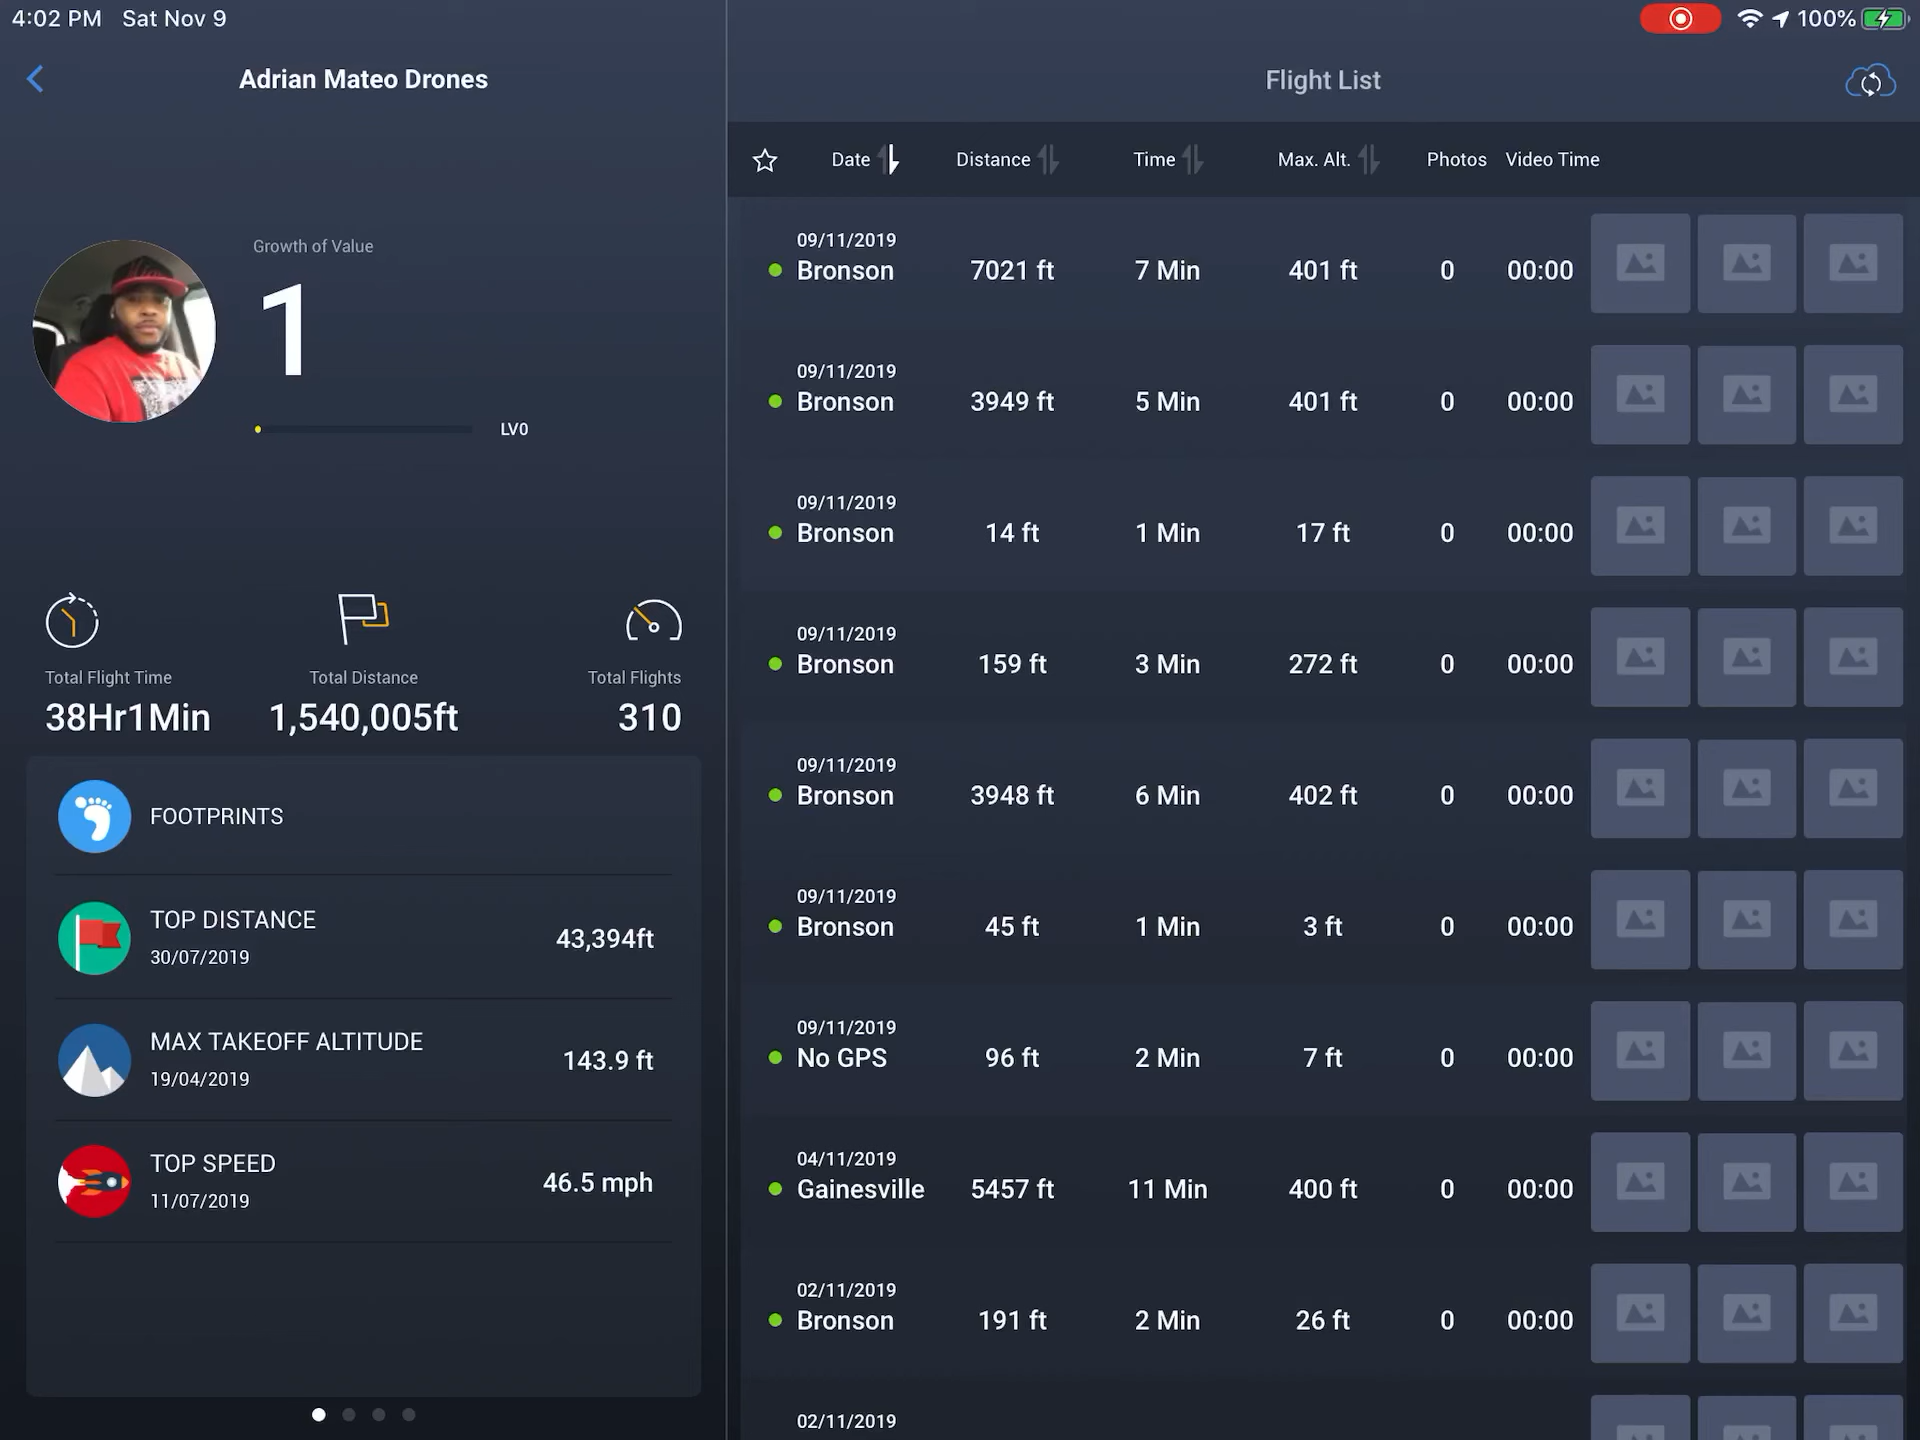 4:02 PM Sat Nov 9
100%
Adrian Mateo Drones
Growth of Value
1
LV0
Total Flight Time
38Hr1Min
Total Distance
1,540,005ft
Total Flights
310
FOOTPRINTS
TOP DISTANCE
30/07/2019
43,394ft
MAX TAKEOFF ALTITUDE
19/04/2019
143.9 ft
TOP SPEED
11/07/2019
46.5 mph
Flight List
Date Distance Time Max. Alt. Photos Video Time
09/11/2019
Bronson 7021 ft 7 Min 401 ft 0 00:00
09/11/2019
Bronson 3949 ft 5 Min 401 ft 0 00:00
09/11/2019
Bronson 14 ft 1 Min 17 ft 0 00:00
09/11/2019
Bronson 159 ft 3 Min 272 ft 0 00:00
09/11/2019
Bronson 3948 ft 6 Min 402 ft 0 00:00
09/11/2019
Bronson 45 ft 1 Min 3 ft 0 00:00
09/11/2019
No GPS 96 ft 2 Min 7 ft 0 00:00
04/11/2019
Gainesville 5457 ft 11 Min 400 ft 0 00:00
02/11/2019
Bronson 191 ft 2 Min 26 ft 0 00:00
02/11/2019